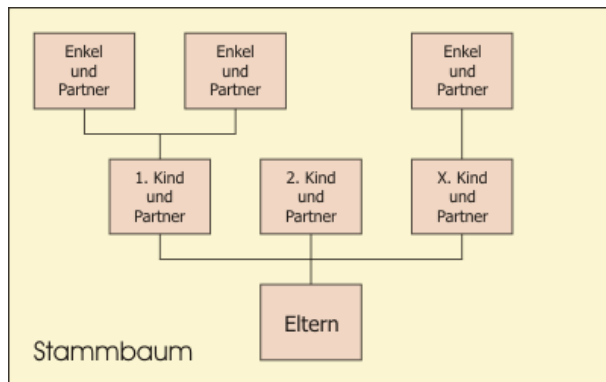 Enkel
und
Partner
Enkel
und
Partner
Enkel
und
Partner
1. Kind
und
Partner
2. Kind
und
Partner
X. Kind
und
Partner
Eltern
Stammbaum